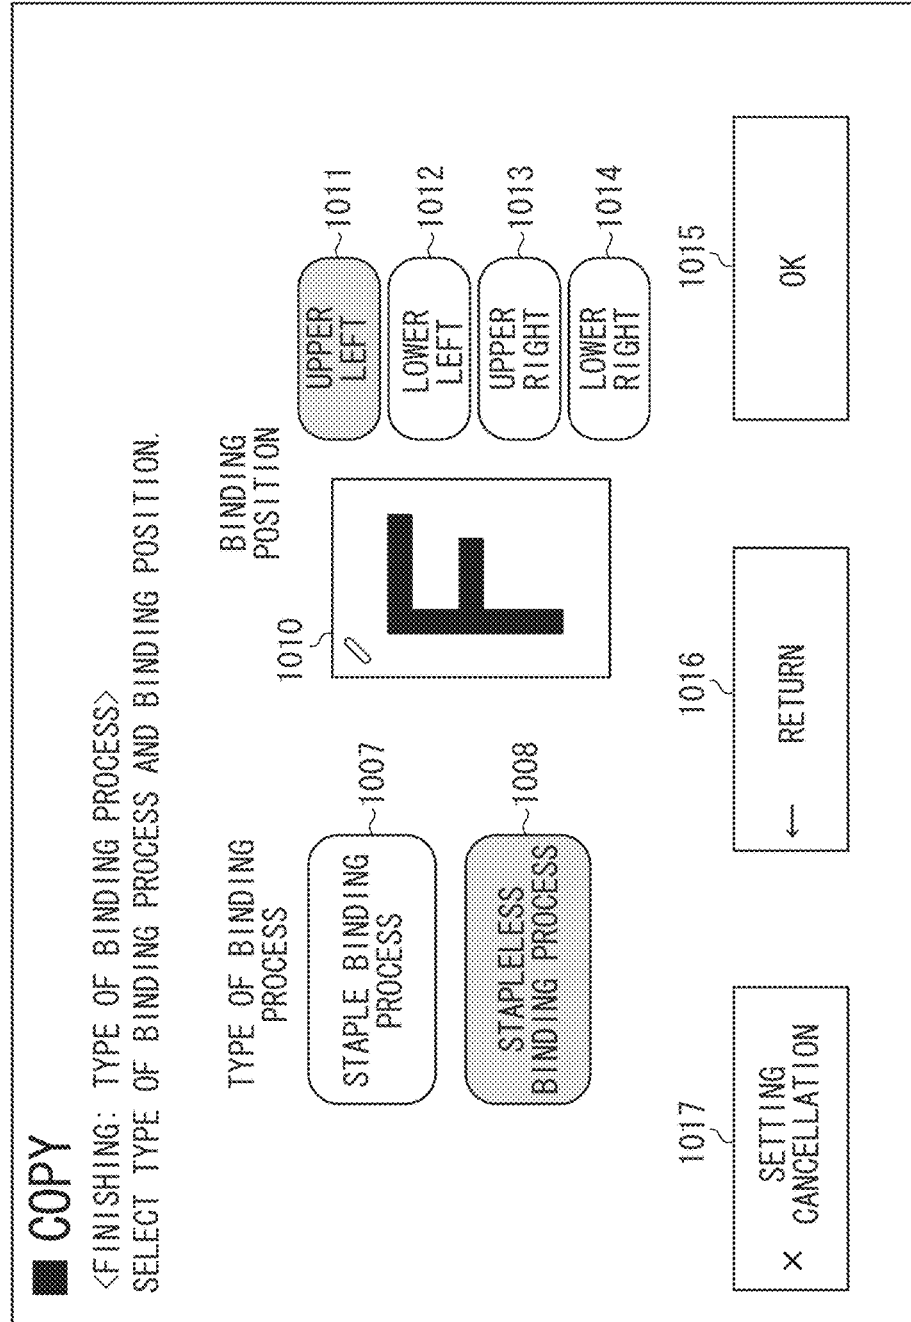 ■ COPY
<FINISHING: TYPE OF BINDING PROCESS>
SELECT TYPE OF BINDING PROCESS AND BINDING POSITION.
TYPE OF BINDING
PROCESS
STAPLE BINDING
PROCESS
1007
STAPLELESS
BINDING PROCESS
1008
BINDING
POSITION
1010
F
UPPER
LEFT
1011
LOWER
LEFT
1012
UPPER
RIGHT
1013
LOWER
RIGHT
1014
1017
× SETTING
CANCELLATION
1016
← RETURN
1015
OK